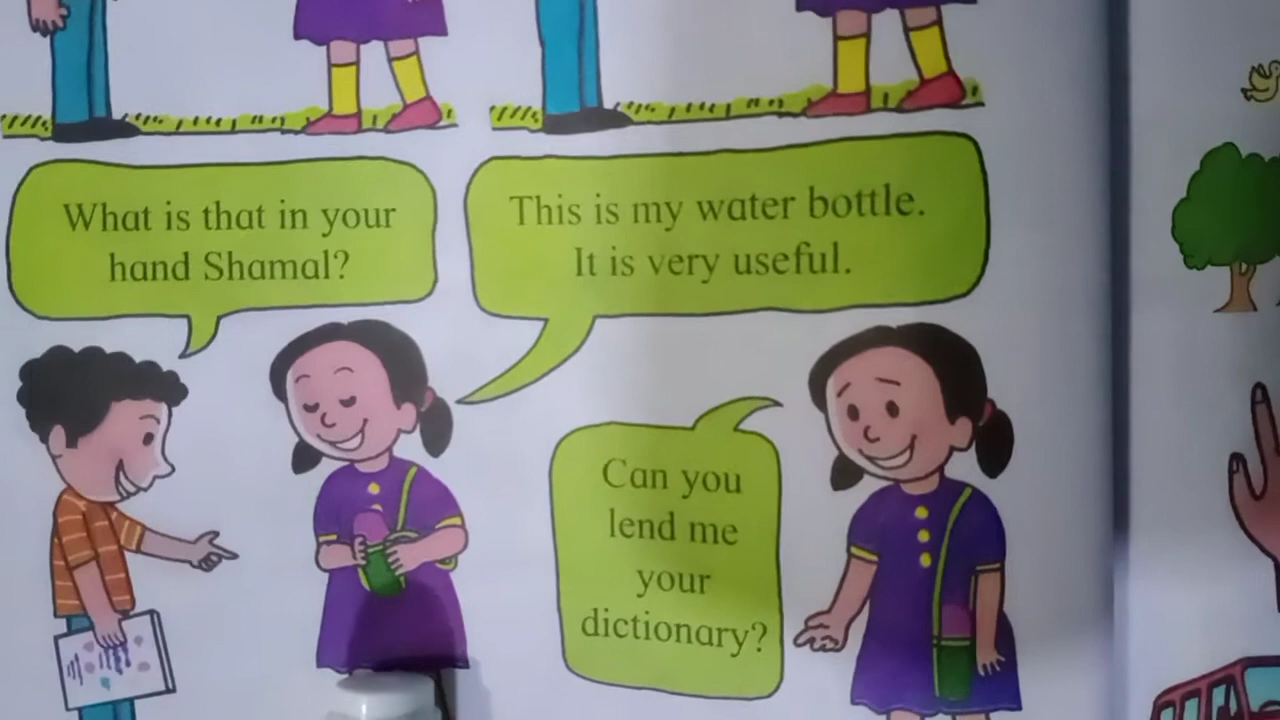 What is that in your
hand Shamal?
This is my water bottle.
It is very useful.
Can you
lend me
your
dictionary?